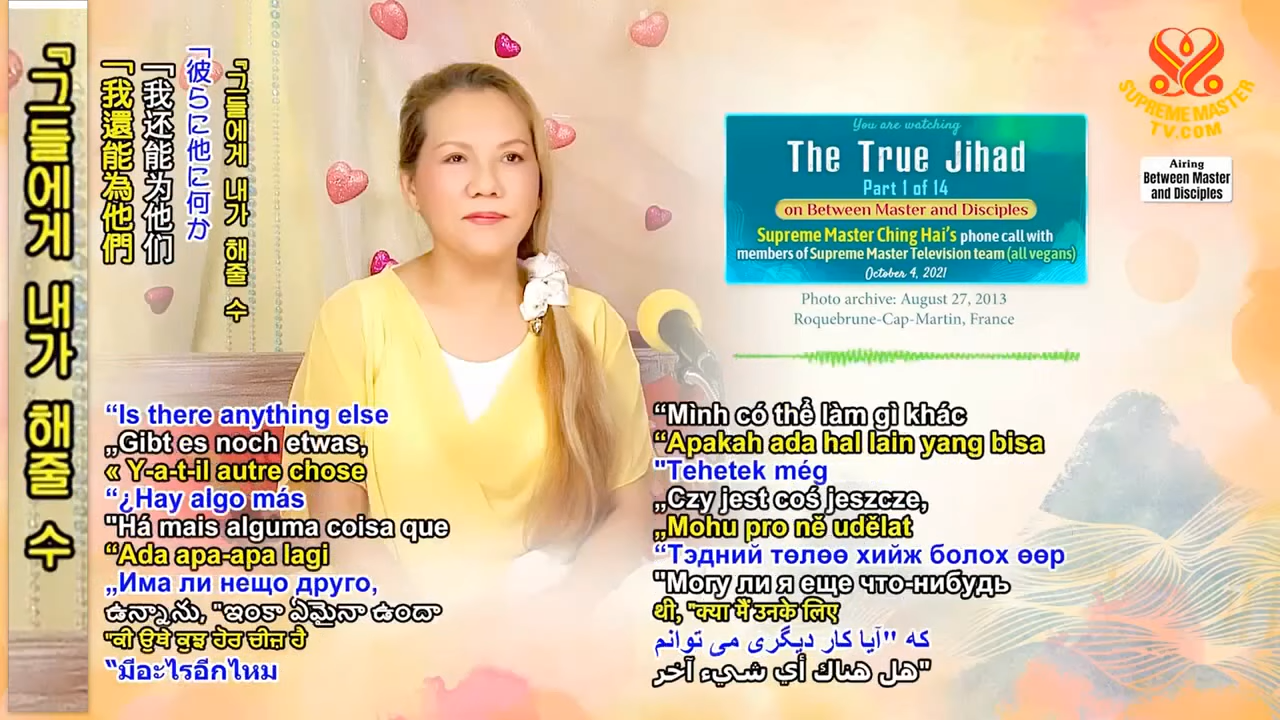 『그들에게 내가 해줄 수
「我還能為他們
「我还能为他们
「彼らに他に何か
『그들에게 내가 해줄 수
SUPREME MASTER
TV.COM
Airing
Between Master
and Disciples
You are watching
The True Jihad
Part 1 of 14
on Between Master and Disciples
Supreme Master Ching Hai’s phone call with
members of Supreme Master Television team (all vegans)
October 4, 2021
Photo archive: August 27, 2013
Roquebrune-Cap-Martin, France
“Is there anything else
„Gibt es noch etwas,
« Y-a-t-il autre chose
“¿Hay algo más
"Há mais alguma coisa que
“Ada apa-apa lagi
„Има ли нещо друго,
ఉన్నాను, "ఇంకా ఏమైనా ఉందా
"ਕੀ ਉਥੇ ਕੁਝ ਹੋਰ ਚੀਜ਼ ਹੈ
“มีอะไรอีกไหม
“Mình có thể làm gì khác
“Apakah ada hal lain yang bisa
"Tehetek még
„Czy jest coś jeszcze,
„Mohu pro ně udělat
“Тэдний төлөө хийж болох өөр
"Могу ли я еще что-нибудь
थी, "क्या मैं उनके लिए
که "آیا کار دیگری می توانم
"هل هناك أي شيء آخر